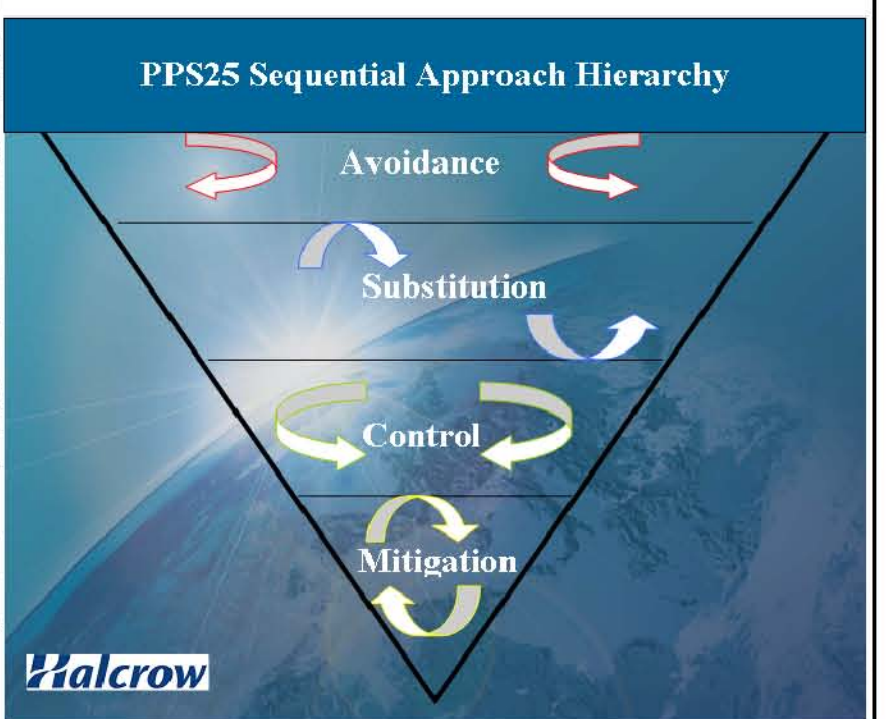 PPS25 Sequential Approach Hierarchy
Avoidance
Substitution
Control
Mitigation
Halcrow